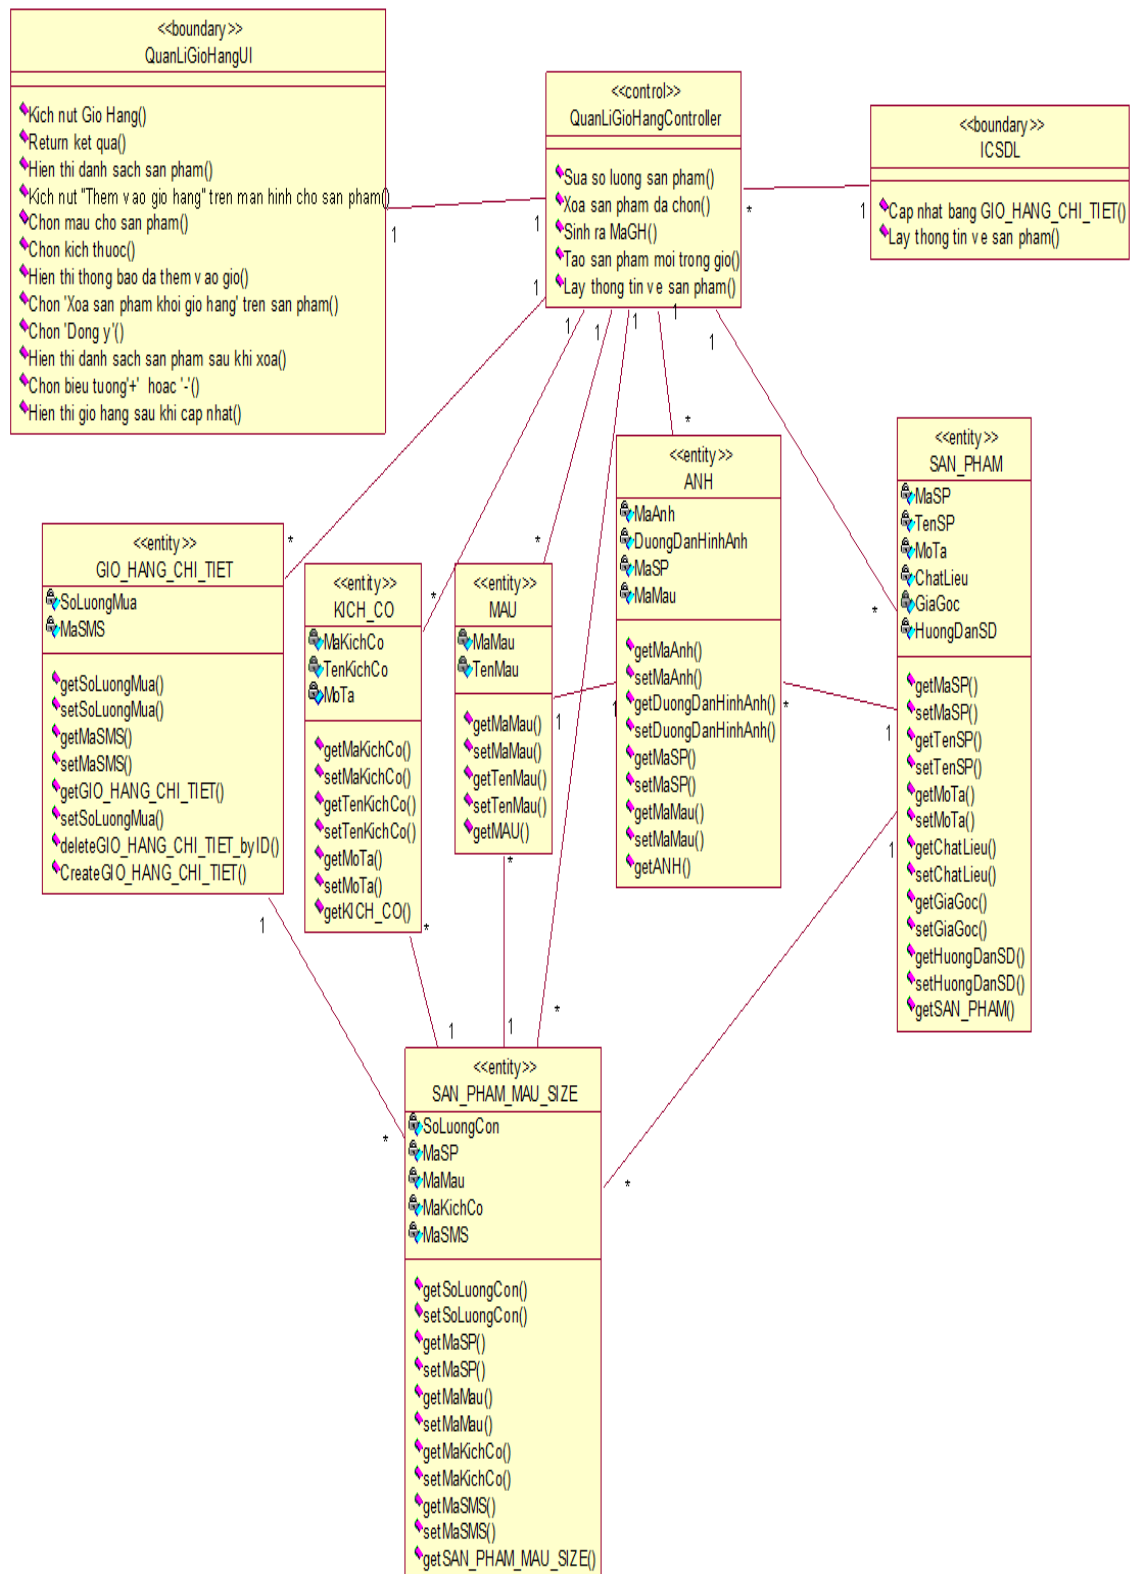 <<boundary>>
QuanLiGioHangUI
Kich nut Gio Hang()
Return ket qua()
Hien thi danh sach san pham()
Kich nut "Them vao gio hang" tren man hinh cho san pham()
Chon mau cho san pham()
Chon kich thuoc()
Hien thi thong bao da them vao gio()
Chon 'Xoa san pham khoi gio hang' tren san pham()
Chon 'Dong y'()
Hien thi danh sach san pham sau khi xoa()
Chon bieu tuong'+' hoac '-'()
Hien thi gio hang sau khi cap nhat()
<<control>>
QuanLiGioHangController
Sua so luong san pham()
Xoa san pham da chon()
Sinh ra MaGH()
Tao san pham moi trong gio()
Lay thong tin ve san pham()
<<boundary>>
ICSDL
Cap nhat bang GIO_HANG_CHI_TIET()
Lay thong tin ve san pham()
1
1
*
1
1
1
1
1
1
1
*
*
*
*
*
<<entity>>
GIO_HANG_CHI_TIET
SoLuongMua
MaSMS
getSoLuongMua()
setSoLuongMua()
getMaSMS()
setMaSMS()
getGIO_HANG_CHI_TIET()
setSoLuongMua()
deleteGIO_HANG_CHI_TIET_byID()
CreateGIO_HANG_CHI_TIET()
<<entity>>
KICH_CO
MaKichCo
TenKichCo
MoTa
getMaKichCo()
setMaKichCo()
getTenKichCo()
setTenKichCo()
getMoTa()
setMoTa()
getKICH_CO()
<<entity>>
MAU
MaMau
TenMau
getMaMau()
setMaMau()
getTenMau()
setTenMau()
getMAU()
<<entity>>
ANH
MaAnh
DuongDanHinhAnh
MaSP
MaMau
getMaAnh()
setMaAnh()
getDuongDanHinhAnh()
setDuongDanHinhAnh()
getMaSP()
setMaSP()
getMaMau()
setMaMau()
getANH()
<<entity>>
SAN_PHAM
MaSP
TenSP
MoTa
ChatLieu
GiaGoc
HuongDanSD
getMaSP()
setMaSP()
getTenSP()
setTenSP()
getMoTa()
setMoTa()
getChatLieu()
setChatLieu()
getGiaGoc()
setGiaGoc()
getHuongDanSD()
setHuongDanSD()
getSAN_PHAM()
1
1
*
1
1
*
*
1
1
1
*
*
*
<<entity>>
SAN_PHAM_MAU_SIZE
SoLuongCon
MaSP
MaMau
MaKichCo
MaSMS
getSoLuongCon()
setSoLuongCon()
getMaSP()
setMaSP()
getMaMau()
setMaMau()
getMaKichCo()
setMaKichCo()
getMaSMS()
setMaSMS()
getSAN_PHAM_MAU_SIZE()